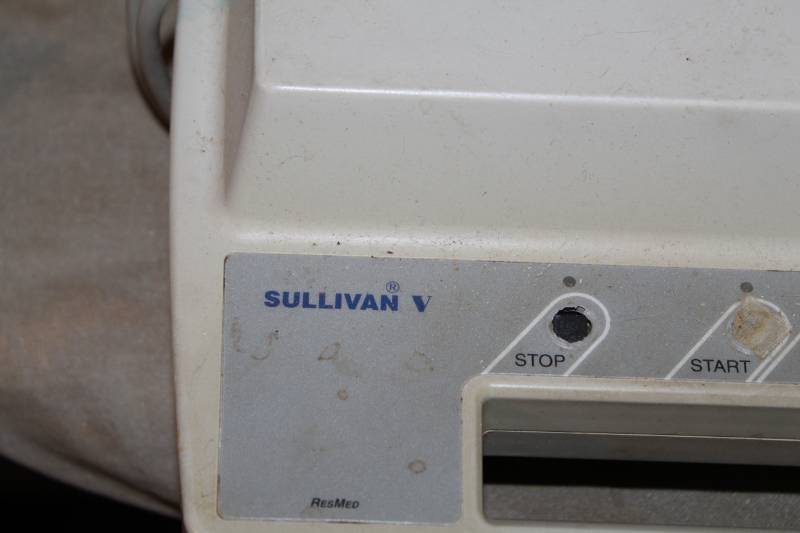 SULLIVAN® V
STOP
START
RESMED